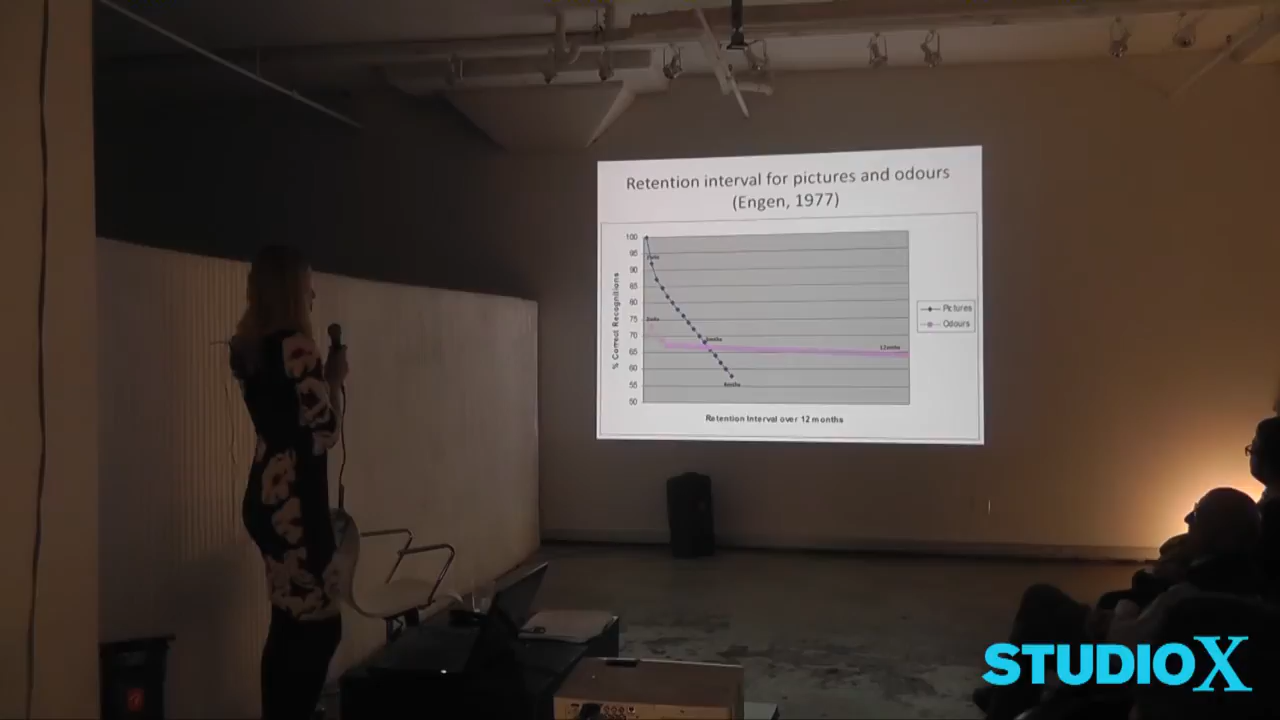 Retention interval for pictures and odours
(Engen, 1977)
100
95
90
85
80
75
70
65
60
55
50
% Correct Recognitions
12mths
Pictures
Odours
Retention Interval over 12 months
STUDIOX